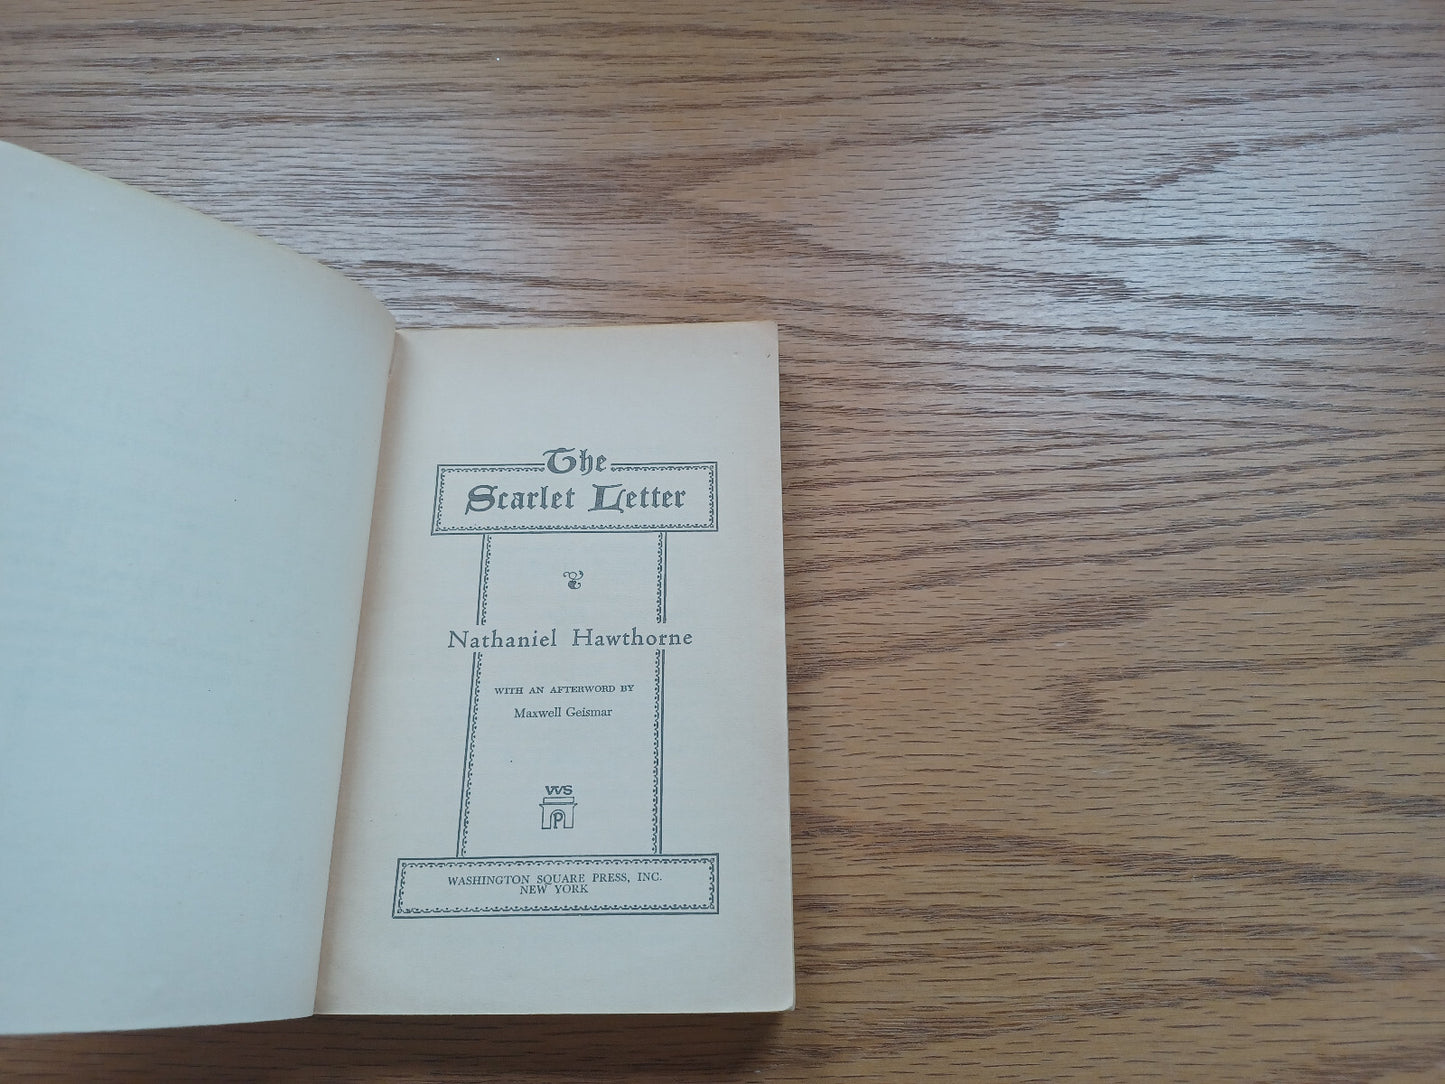 The
Scarlet Letter
Nathaniel Hawthorne
WITH AN AFTERWORD BY
Maxwell Geismar
WS
P
WASHINGTON SQUARE PRESS, INC.
NEW YORK